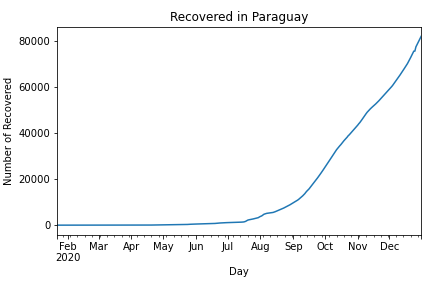 Recovered in Paraguay
80000
60000
40000
20000
0
Number of Recovered
Feb Mar Apr May Jun Jul Aug Sep Oct Nov Dec
2020
Day